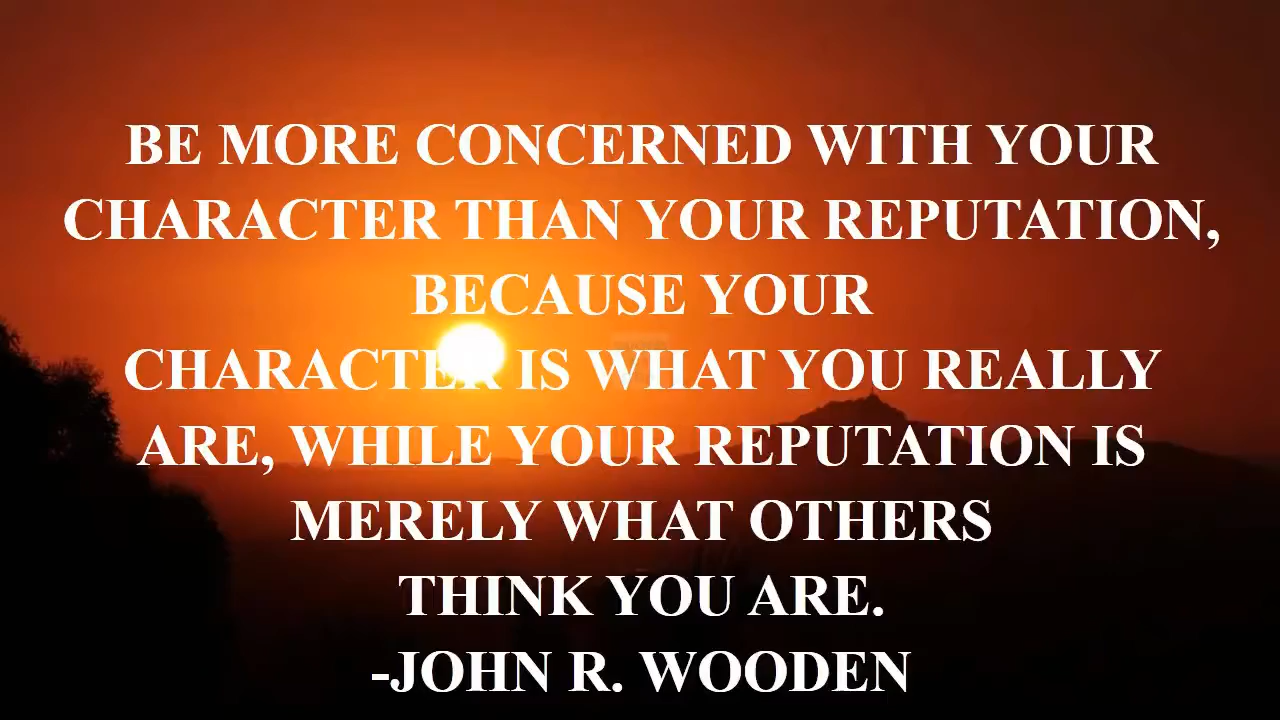 BE MORE CONCERNED WITH YOUR
CHARACTER THAN YOUR REPUTATION,
BECAUSE YOUR
CHARACTER IS WHAT YOU REALLY
ARE, WHILE YOUR REPUTATION IS
MERELY WHAT OTHERS
THINK YOU ARE.
-JOHN R. WOODEN